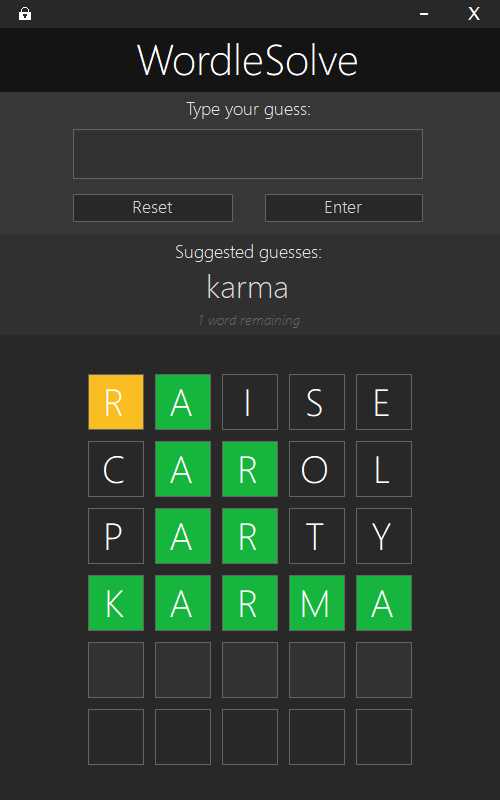 – X
WordleSolve
Type your guess:
Reset Enter
Suggested guesses:
karma
1 word remaining
R A I S E
C A R O L
P A R T Y
K A R M A